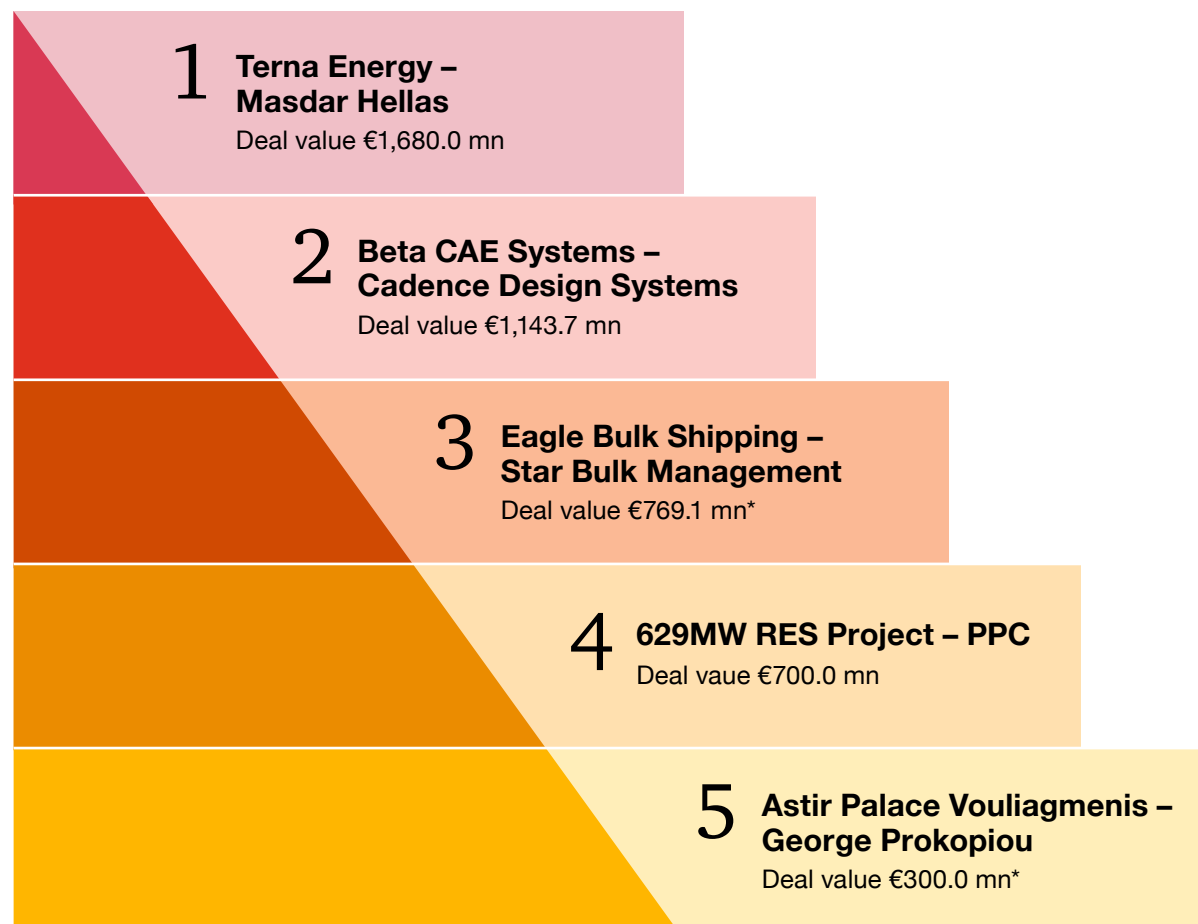 1
Terna Energy –
Masdar Hellas
Deal value €1,680.0 mn
2
Beta CAE Systems –
Cadence Design Systems
Deal value €1,143.7 mn
3
Eagle Bulk Shipping –
Star Bulk Management
Deal value €769.1 mn*
4
629MW RES Project – PPC
Deal vaue €700.0 mn
5
Astir Palace Vouliagmenis –
George Prokopiou
Deal value €300.0 mn*